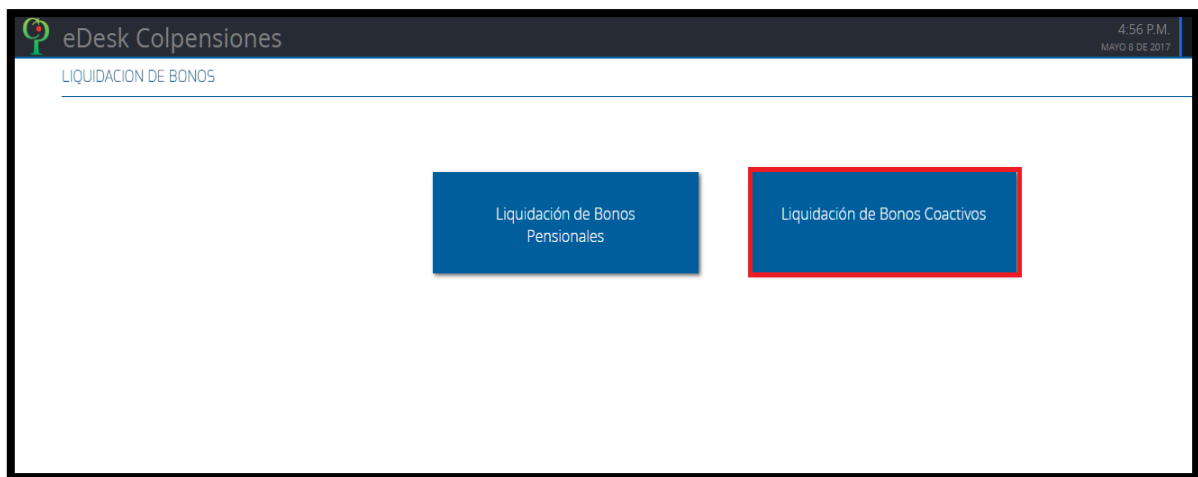 eDesk Colpensiones
4:56 P.M.
MAYO 8 DE 2017
LIQUIDACION DE BONOS
Liquidación de Bonos
Pensionales
Liquidación de Bonos Coactivos